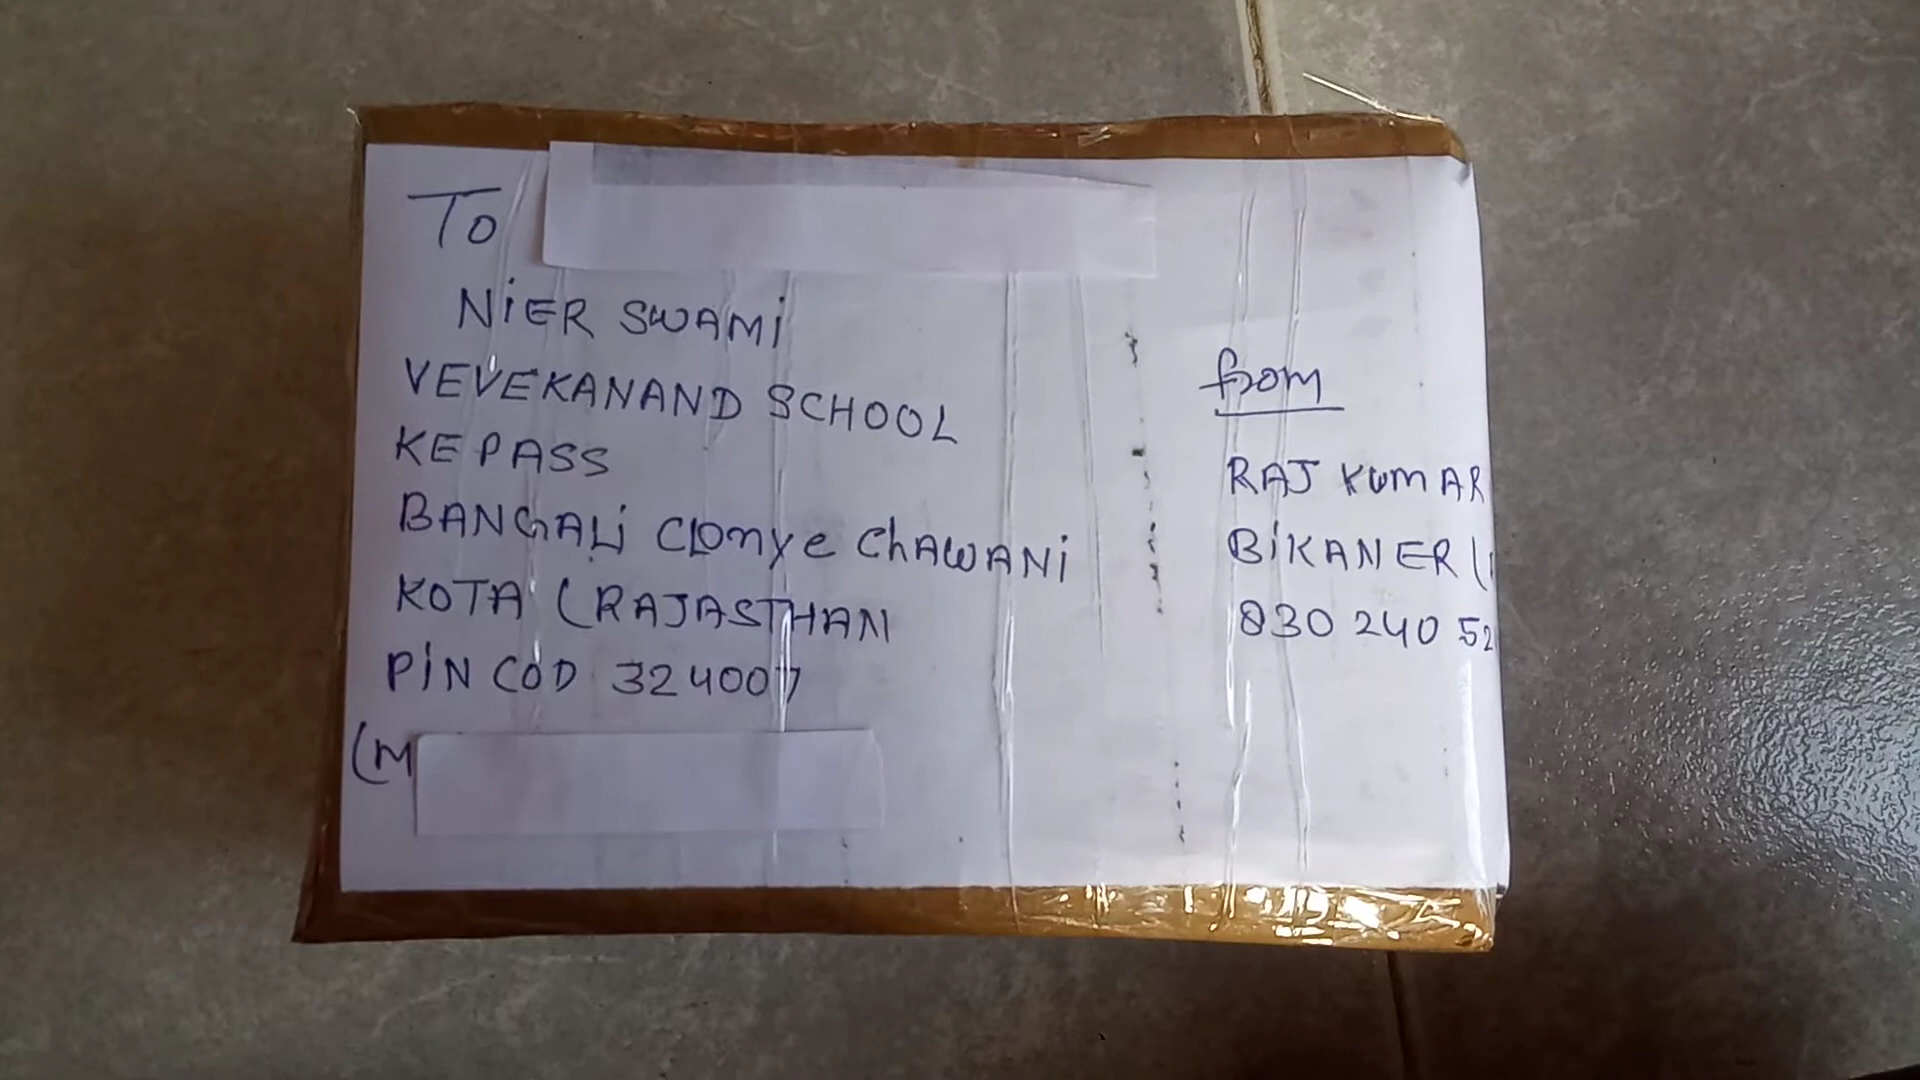 To
NiER SWAMi
VEVEKANAND SCHOOL
KEPASS
BANGALi Clonye ChAWANi
KOTA (RAJASTHAN
PiN COD 324007
(M
from
RAJ KUMAR
BiKANER (
830 240 52